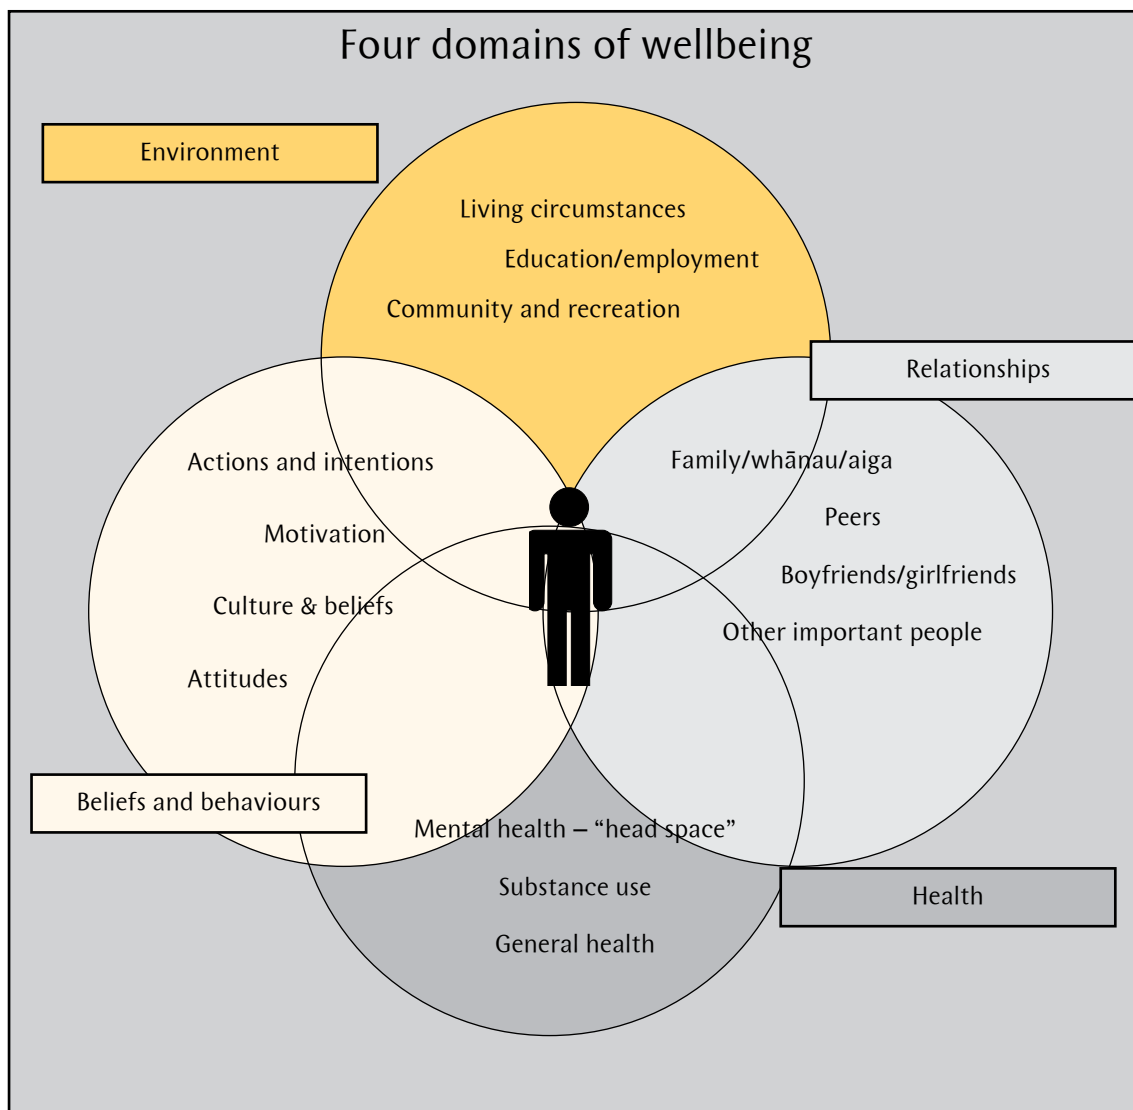 Four domains of wellbeing
Environment
Living circumstances
Education/employment
Community and recreation
Relationships
Family/whānau/aiga
Peers
Boyfriends/girlfriends
Other important people
Actions and intentions
Motivation
Culture & beliefs
Attitudes
Beliefs and behaviours
Mental health – “head space”
Substance use
General health
Health